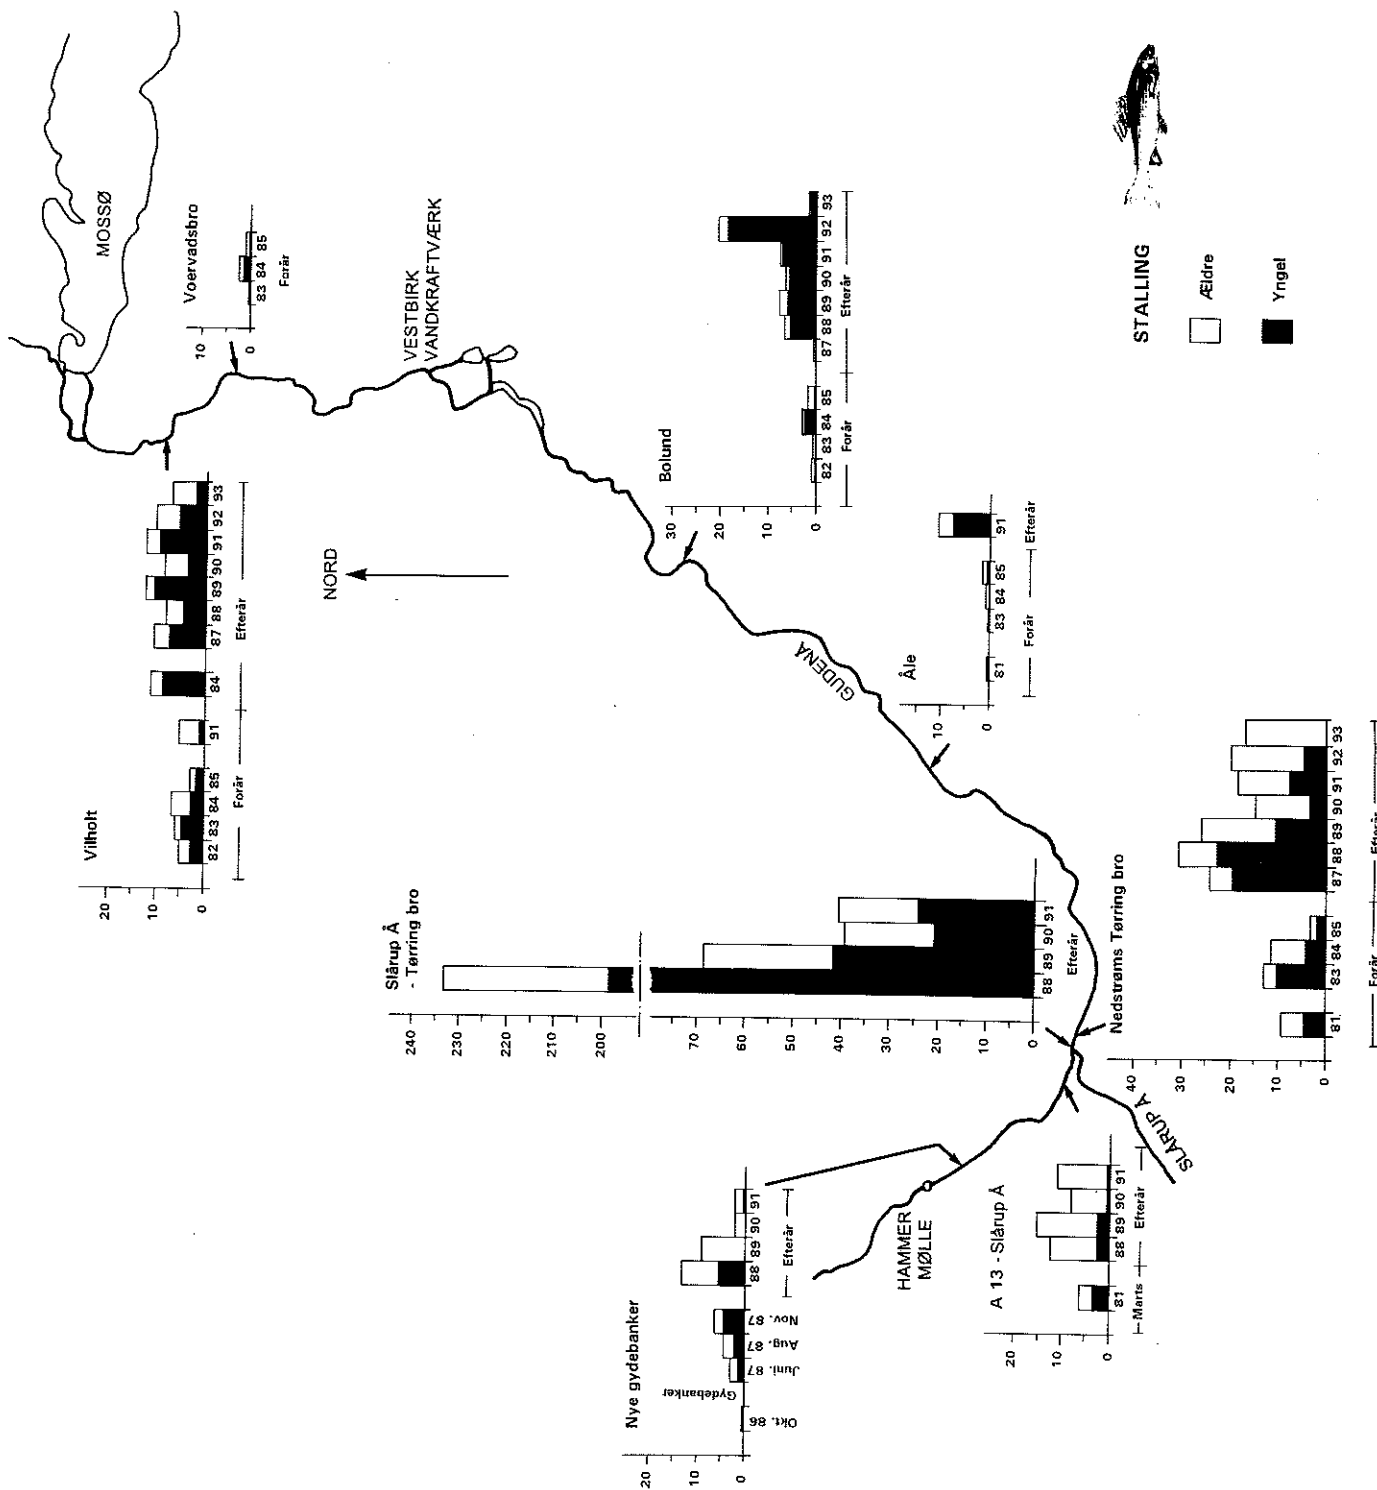 MOSSØ
Voervadsbro
10
0
83 84 85
Forår
Vilholt
20
10
0
82 83 84 85 91 84 87 88 89 90 91 92 93
Forår Efterår
NORD
VESTBIRK
VANDKRAFTVÆRK
Bolund
30
20
10
0
82 83 84 85 87 88 89 90 91 92 93
Forår Efterår
GUDENÅ
Åle
10
0
81 83 84 85 91
Forår Efterår
Slårup Å
- Tørring bro
240
230
220
210
200
70
60
50
40
30
20
10
0
88 89 90 91
Efterår
Nedstrøms Tørring bro
40
30
20
10
0
81 83 84 85 87 88 89 90 91 92 93
Forår Efterår
Nye gydebanker
20
10
0
Okt. 86
Gydebanker
Juni. 87
Aug. 87
Nov. 87
88 89 90 91
Efterår
HAMMER
MØLLE
A 13 - Slårup Å
20
10
0
81 88 89 90 91
Marts Efterår
SLÅRUP Å
STALLING
Ældre
Yngel